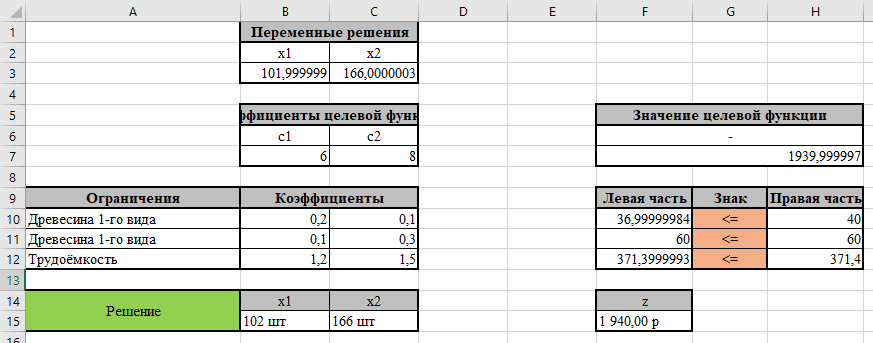 A B C D E F G H
1 Переменные решения
2 x1 x2
3 101,999999 166,0000003
4
5 ффициенты целевой функ Значение целевой функции
6 c1 c2 -
7 6 8 1939,999997
8
9 Ограничения Коэффициенты Левая часть Знак Правая часть
10 Древесина 1-го вида 0,2 0,1 36,99999984 <= 40
11 Древесина 1-го вида 0,1 0,3 60 <= 60
12 Трудоёмкость 1,2 1,5 371,3999993 <= 371,4
13
14 Решение x1 x2 z
15 102 шт 166 шт 1 940,00 р
16